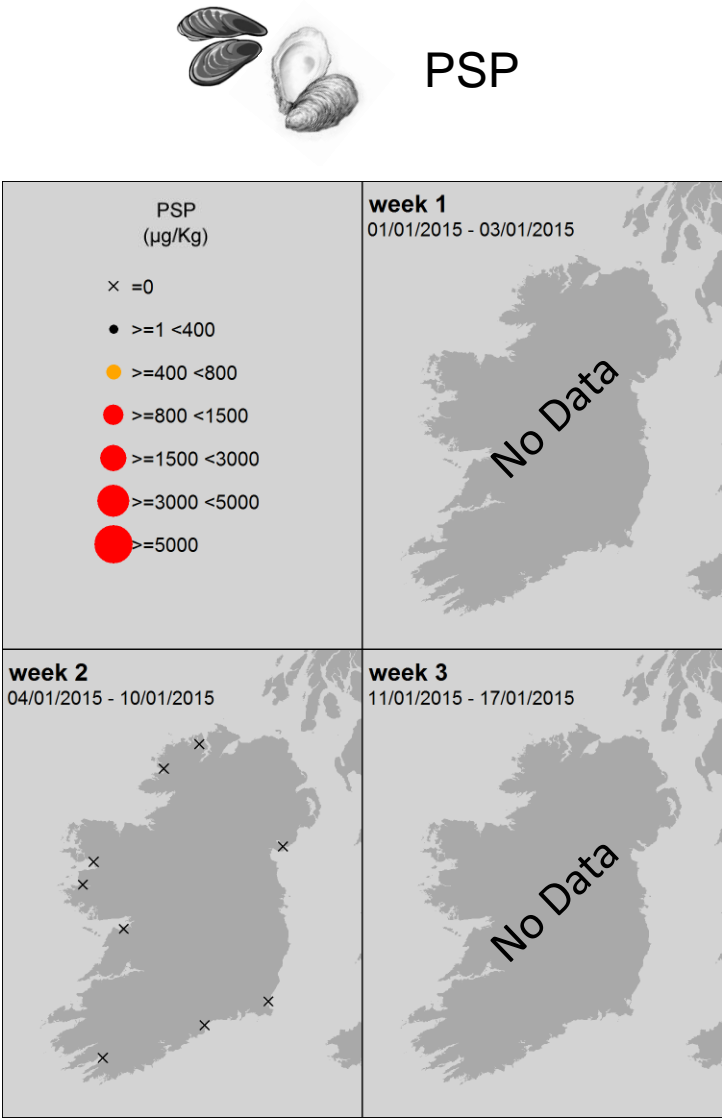 PSP
PSP
(µg/Kg)
=0
>=1 <400
>=400 <800
>=800 <1500
>=1500 <3000
>=3000 <5000
>=5000
week 1
01/01/2015 - 03/01/2015
No Data
week 2
04/01/2015 - 10/01/2015
week 3
11/01/2015 - 17/01/2015
No Data